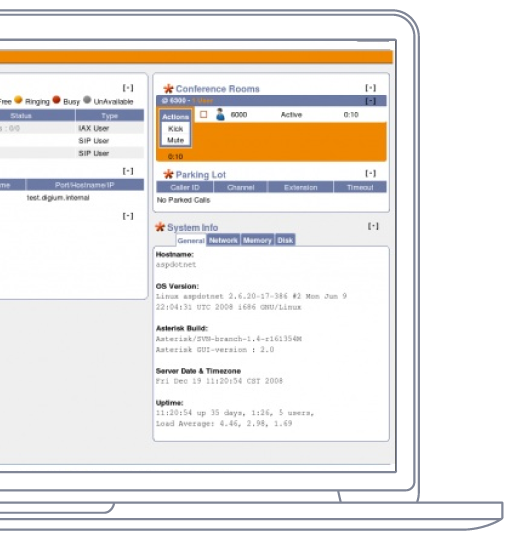 [-]
Free Ringing Busy UnAvailable
Status Type
s : 0/0 IAX User
SIP User
SIP User
[-]
me Port/Hostname/IP
test.digium.internal
[-]
Conference Rooms [-]
@ 6000 - 1 User [-]
Actions 6000 Active 0:10
Kick
Mute
0:10
Parking Lot [-]
Caller ID Channel Extension Timeout
No Parked Calls
System Info [-]
General Network Memory Disk
Hostname:
aspdotnet
OS Version:
Linux aspdotnet 2.6.20-17-386 #2 Mon Jun 9
22:04:31 UTC 2008 i686 GNU/Linux
Asterisk Build:
Asterisk/SVN-branch-1.4-r161354M
Asterisk GUI-version : 2.0
Server Date & Timezone
Fri Dec 19 11:20:54 CST 2008
Uptime:
11:20:54 up 35 days, 1:26, 5 users,
Load Average: 4.46, 2.98, 1.69